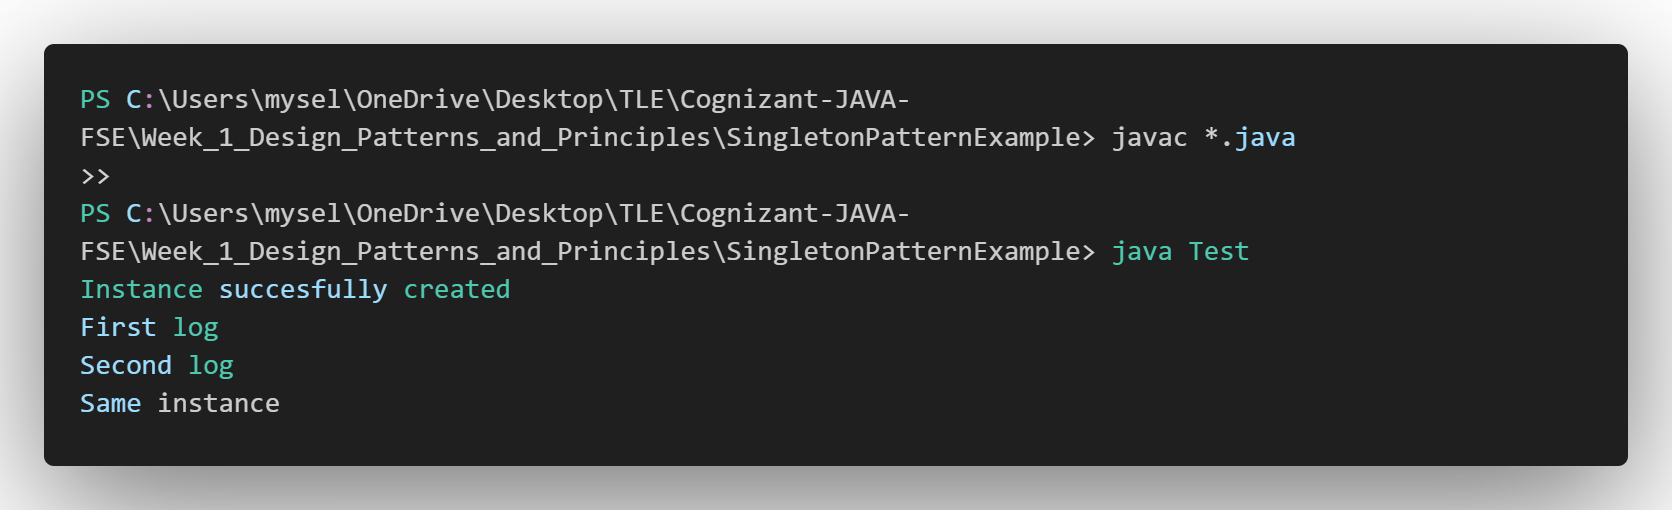 PS C:\Users\mysel\OneDrive\Desktop\TLE\Cognizant-JAVA-
FSE\Week_1_Design_Patterns_and_Principles\SingletonPatternExample> javac *.java
>>
PS C:\Users\mysel\OneDrive\Desktop\TLE\Cognizant-JAVA-
FSE\Week_1_Design_Patterns_and_Principles\SingletonPatternExample> java Test
Instance succesfully created
First log
Second log
Same instance